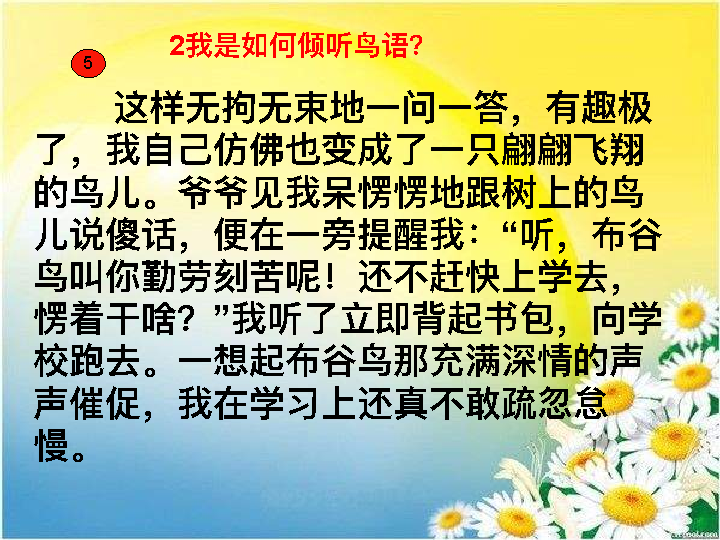 2我是如何倾听鸟语?
5
这样无拘无束地一问一答，有趣极
了，我自己仿佛也变成了一只翩翩飞翔
的鸟儿。爷爷见我呆愣愣地跟树上的鸟
儿说傻话，便在一旁提醒我：“听，布谷
鸟叫你勤劳刻苦呢！还不赶快上学去，
愣着干啥？”我听了立即背起书包，向学
校跑去。一想起布谷鸟那充满深情的声
声催促，我在学习上还真不敢疏忽怠
慢。